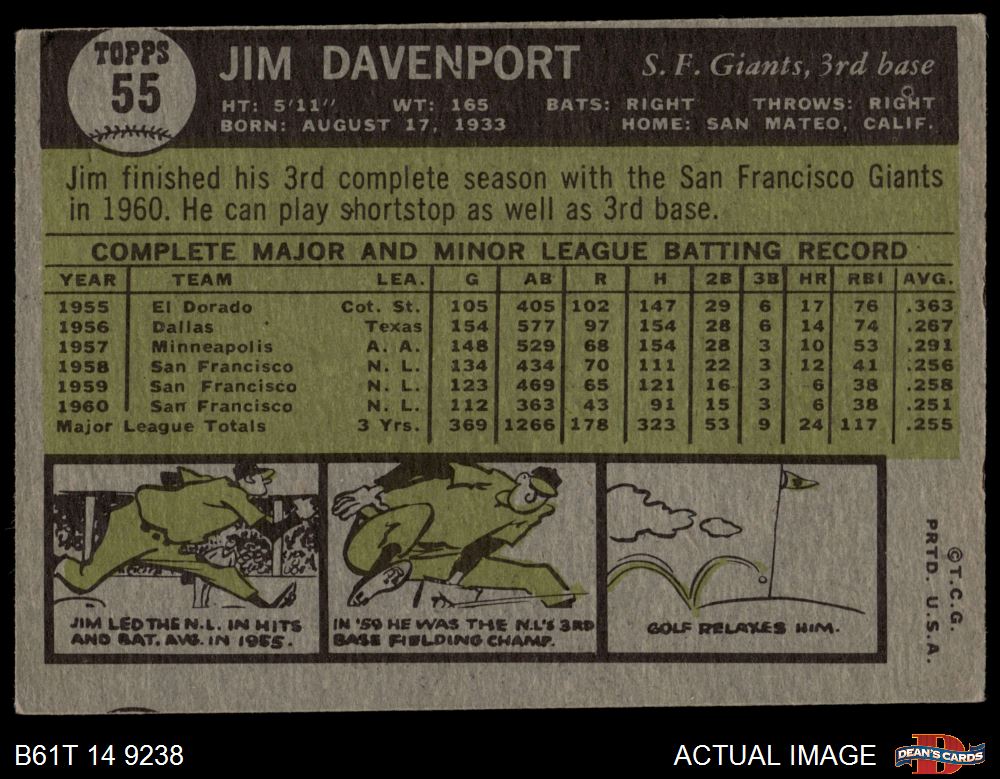 TOPPS
55
JIM DAVENPORT
S. F. Giants, 3rd base
HT: 5'11" WT: 165 BATS: RIGHT THROWS: RIGHT
BORN: AUGUST 17, 1933 HOME: SAN MATEO, CALIF.
Jim finished his 3rd complete season with the San Francisco Giants
in 1960. He can play shortstop as well as 3rd base.
COMPLETE MAJOR AND MINOR LEAGUE BATTING RECORD
YEAR TEAM LEA. G AB R H 2B 3B HR RBI AVG.
1955 El Dorado Cot. St. 105 405 102 147 29 6 17 76 .363
1956 Dallas Texas 154 577 97 154 28 6 14 74 .267
1957 Minneapolis A. A. 148 529 68 154 28 3 10 53 .291
1958 San Francisco N. L. 134 434 70 111 22 3 12 41 .256
1959 San Francisco N. L. 123 469 65 121 16 3 6 38 .258
1960 San Francisco N. L. 112 363 43 91 15 3 6 38 .251
Major League Totals 3 Yrs. 369 1266 178 323 53 9 24 117 .255
JIM LED THE N.L. IN HITS
AND BAT. AVG. IN 1955.
IN '59 HE WAS THE N.L'S 3RD
BASE FIELDING CHAMP.
GOLF RELAXES HIM.
©T.C.G.
PRTD. U.S.A.
B61T 14 9238
ACTUAL IMAGE
DEAN'S CARDS